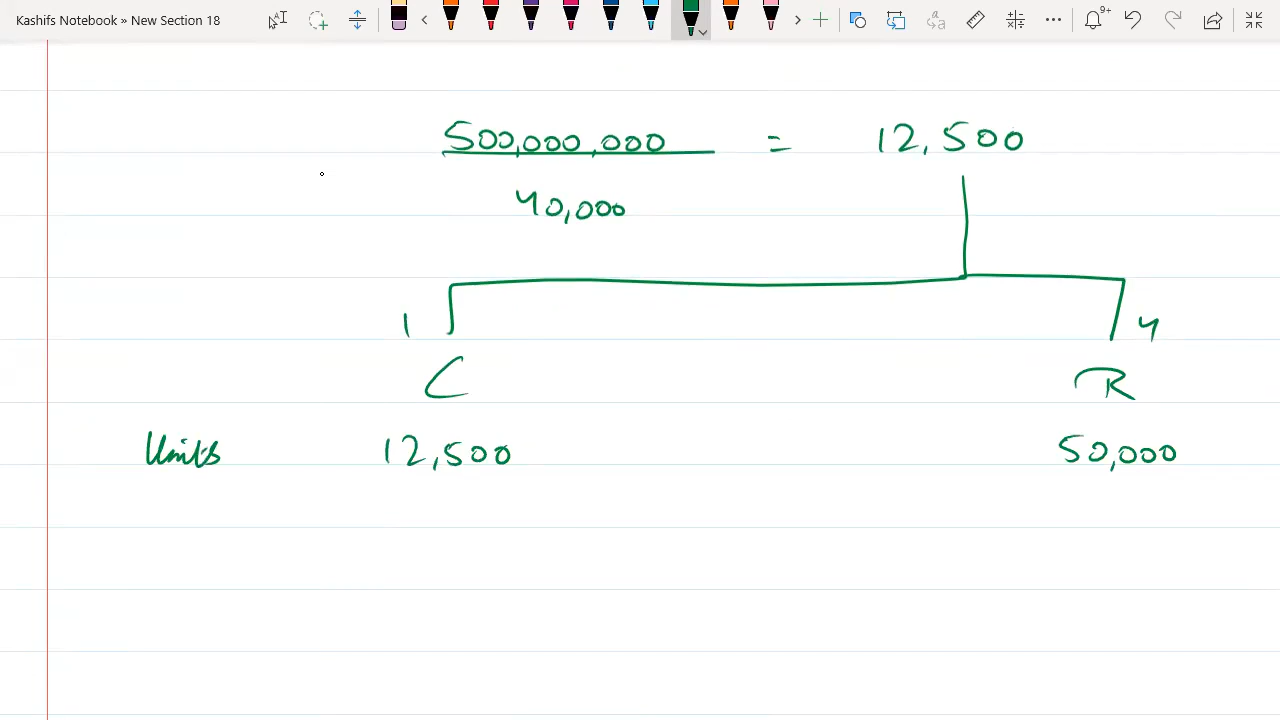 Kashifs Notebook » New Section 18
9+
500,000,000 = 12,500
40,000
1 4
C R
Units 12,500 50,000